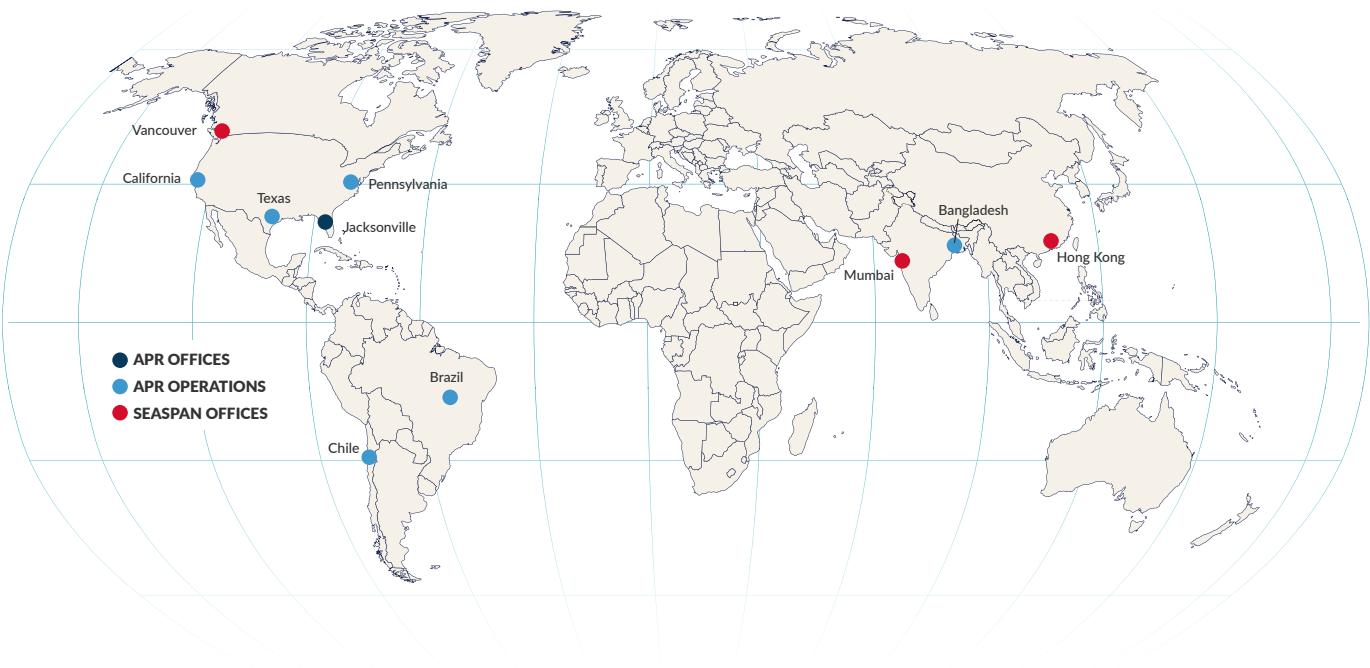 Vancouver
California
Texas
Pennsylvania
Jacksonville
Bangladesh
Mumbai
Hong Kong
APR OFFICES
APR OPERATIONS
SEASPAN OFFICES
Brazil
Chile